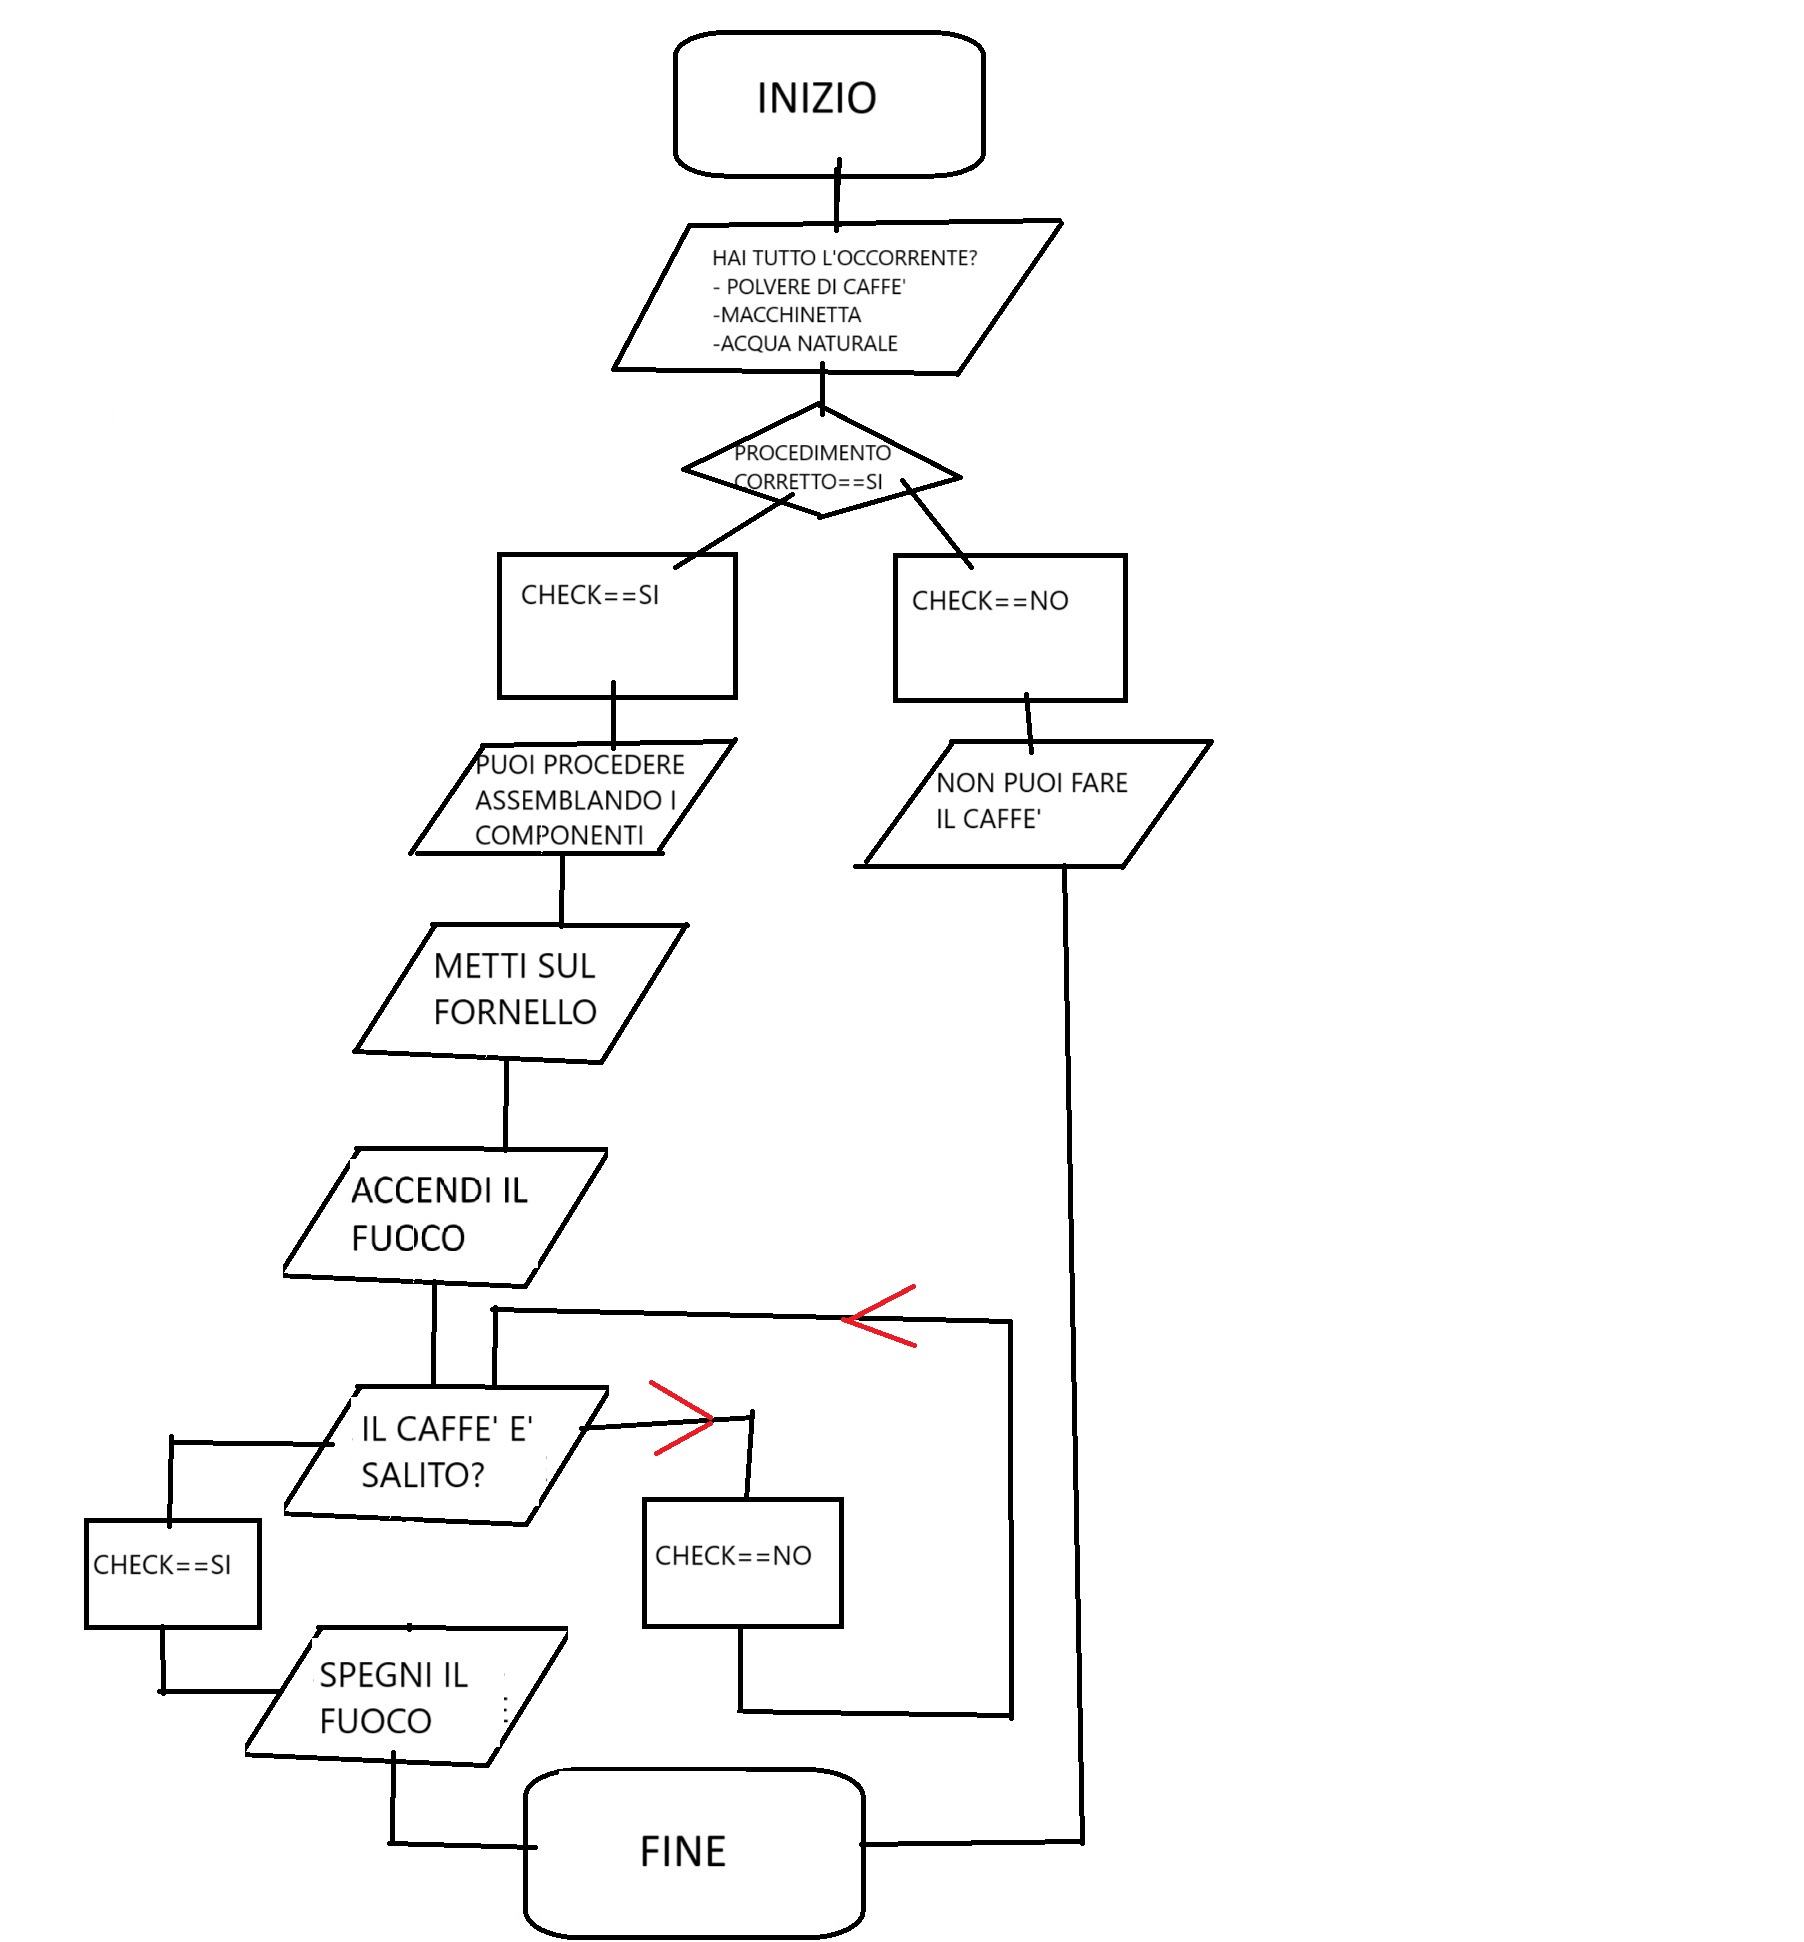 INIZIO
HAI TUTTO L'OCCORRENTE?
- POLVERE DI CAFFE'
-MACCHINETTA
-ACQUA NATURALE
PROCEDIMENTO
CORRETTO==SI
CHECK==SI
CHECK==NO
PUOI PROCEDERE
ASSEMBLANDO I
COMPONENTI
NON PUOI FARE
IL CAFFE'
METTI SUL
FORNELLO
ACCENDI IL
FUOCO
IL CAFFE' E'
SALITO?
CHECK==SI
CHECK==NO
SPEGNI IL
FUOCO
FINE